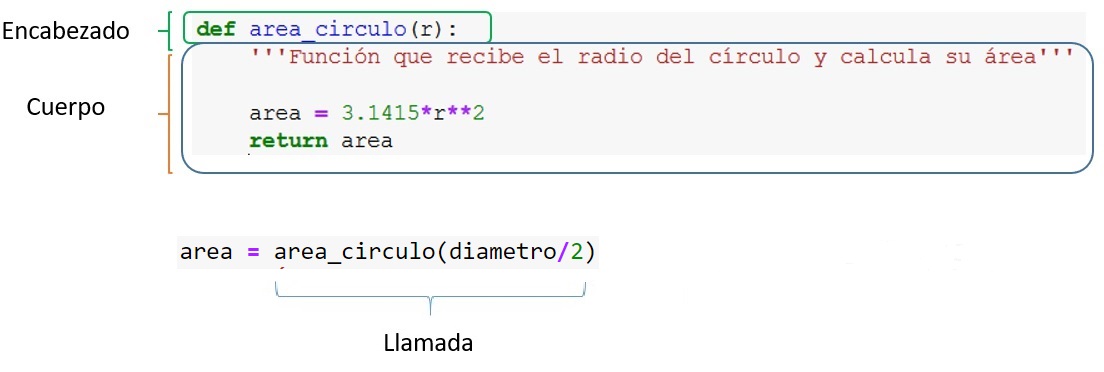 Encabezado
def area_circulo(r):
'''Función que recibe el radio del círculo y calcula su área'''
Cuerpo
area = 3.1415*r**2
return area
area = area_circulo(diametro/2)
Llamada